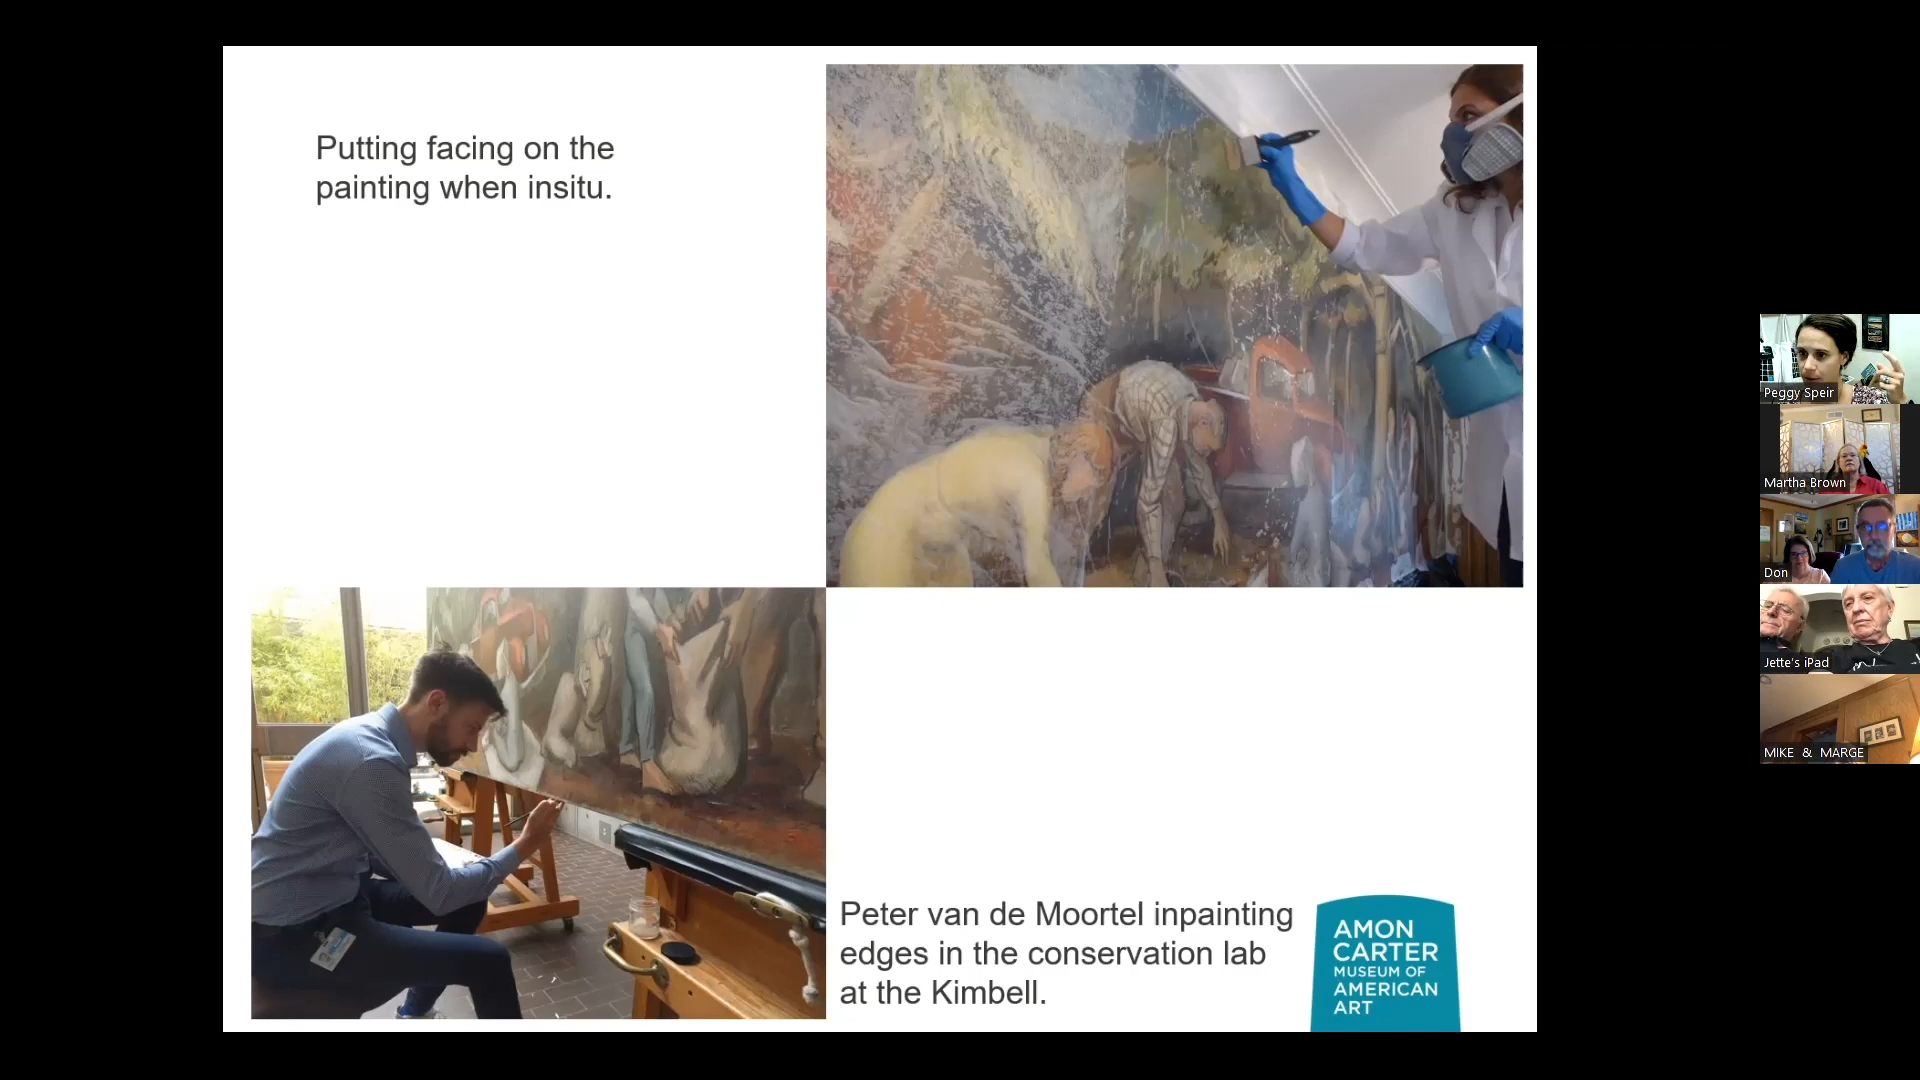 Putting facing on the
painting when insitu.
Peter van de Moortel inpainting
edges in the conservation lab
at the Kimbell.
AMON
CARTER
MUSEUM OF
AMERICAN
ART
Peggy Speir
Martha Brown
Don
Jette's iPad
MIKE & MARGE